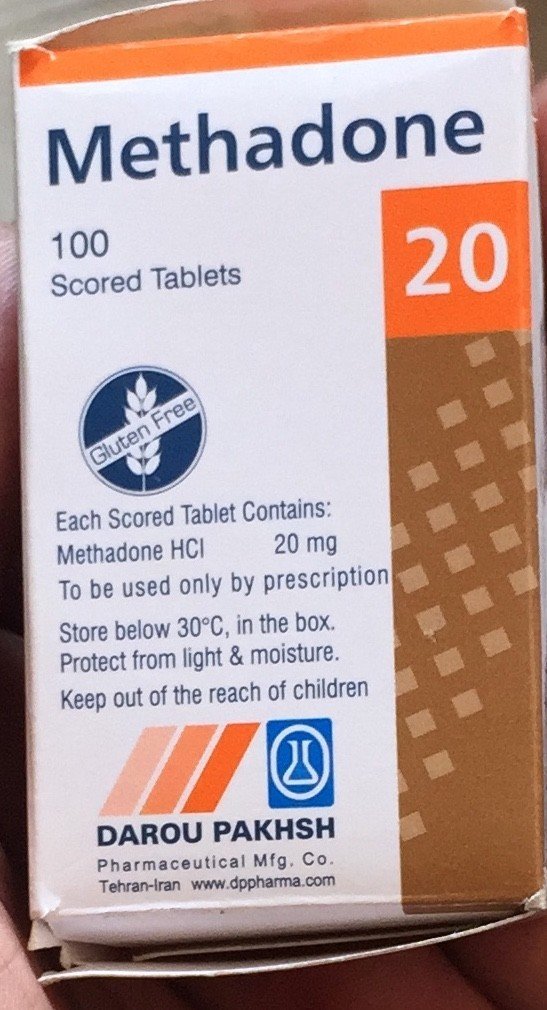 Methadone
100
Scored Tablets
20
Gluten Free
Each Scored Tablet Contains:
Methadone HCl 20 mg
To be used only by prescription
Store below 30°C, in the box.
Protect from light & moisture.
Keep out of the reach of children
DAROU PAKHSH
Pharmaceutical Mfg. Co.
Tehran-Iran www.dppharma.com